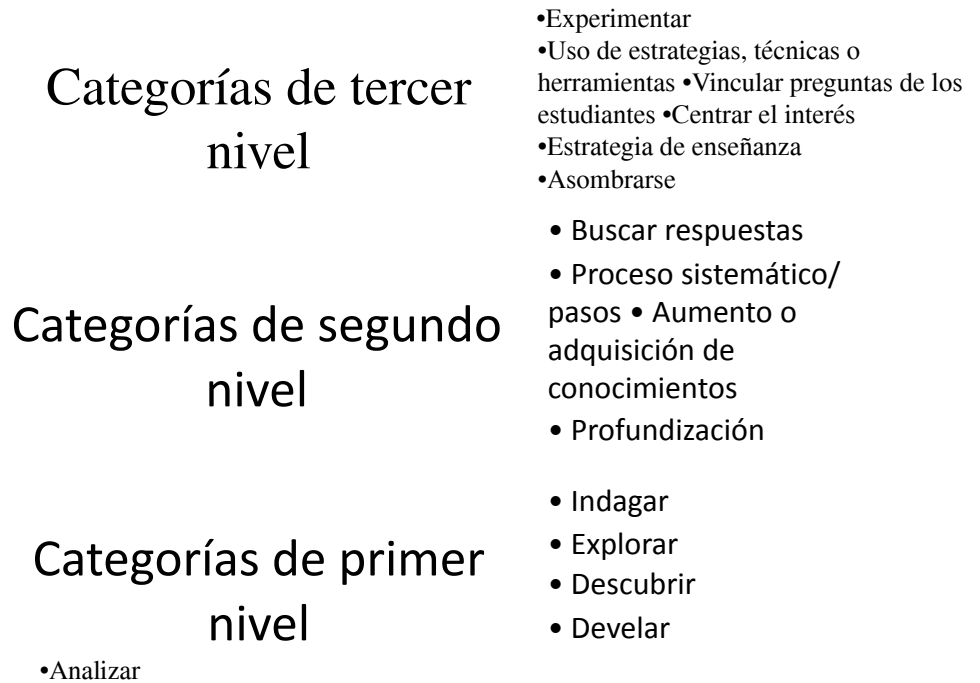 Categorías de tercer
nivel
•Experimentar
•Uso de estrategias, técnicas o
herramientas •Vincular preguntas de los
estudiantes •Centrar el interés
•Estrategia de enseñanza
•Asombrarse
Categorías de segundo
nivel
• Buscar respuestas
• Proceso sistemático/
pasos • Aumento o
adquisición de
conocimientos
• Profundización
Categorías de primer
nivel
• Indagar
• Explorar
• Descubrir
• Develar
•Analizar